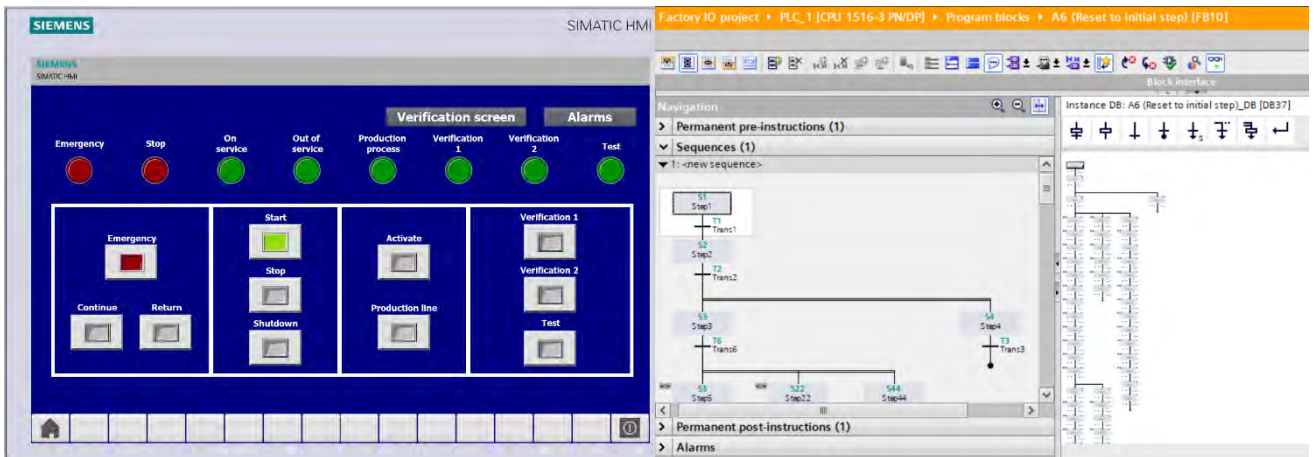 SIEMENS
SIMATIC HMI
SIEMENS
SIMATIC HMI
Verification screen
Alarms
Emergency
Stop
On service
Out of service
Production process
Verification 1
Verification 2
Test
Emergency
Continue
Return
Start
Stop
Shutdown
Activate
Production line
Verification 1
Verification 2
Test
Factory IO project
PLC_1 [CPU 1516-3 PN/DP]
Program blocks
A6 (Reset to initial step) [FB10]
Block interface
Navigation
Permanent pre-instructions (1)
Sequences (1)
1: <new sequence>
S1
Step1
T1
Trans1
S2
Step2
T2
Trans2
S3
Step3
S4
Step4
T6
Trans6
T3
Trans3
S5
Step5
S22
Step22
S44
Step44
Permanent post-instructions (1)
Alarms
Instance DB: A6 (Reset to initial step)_DB [DB37]